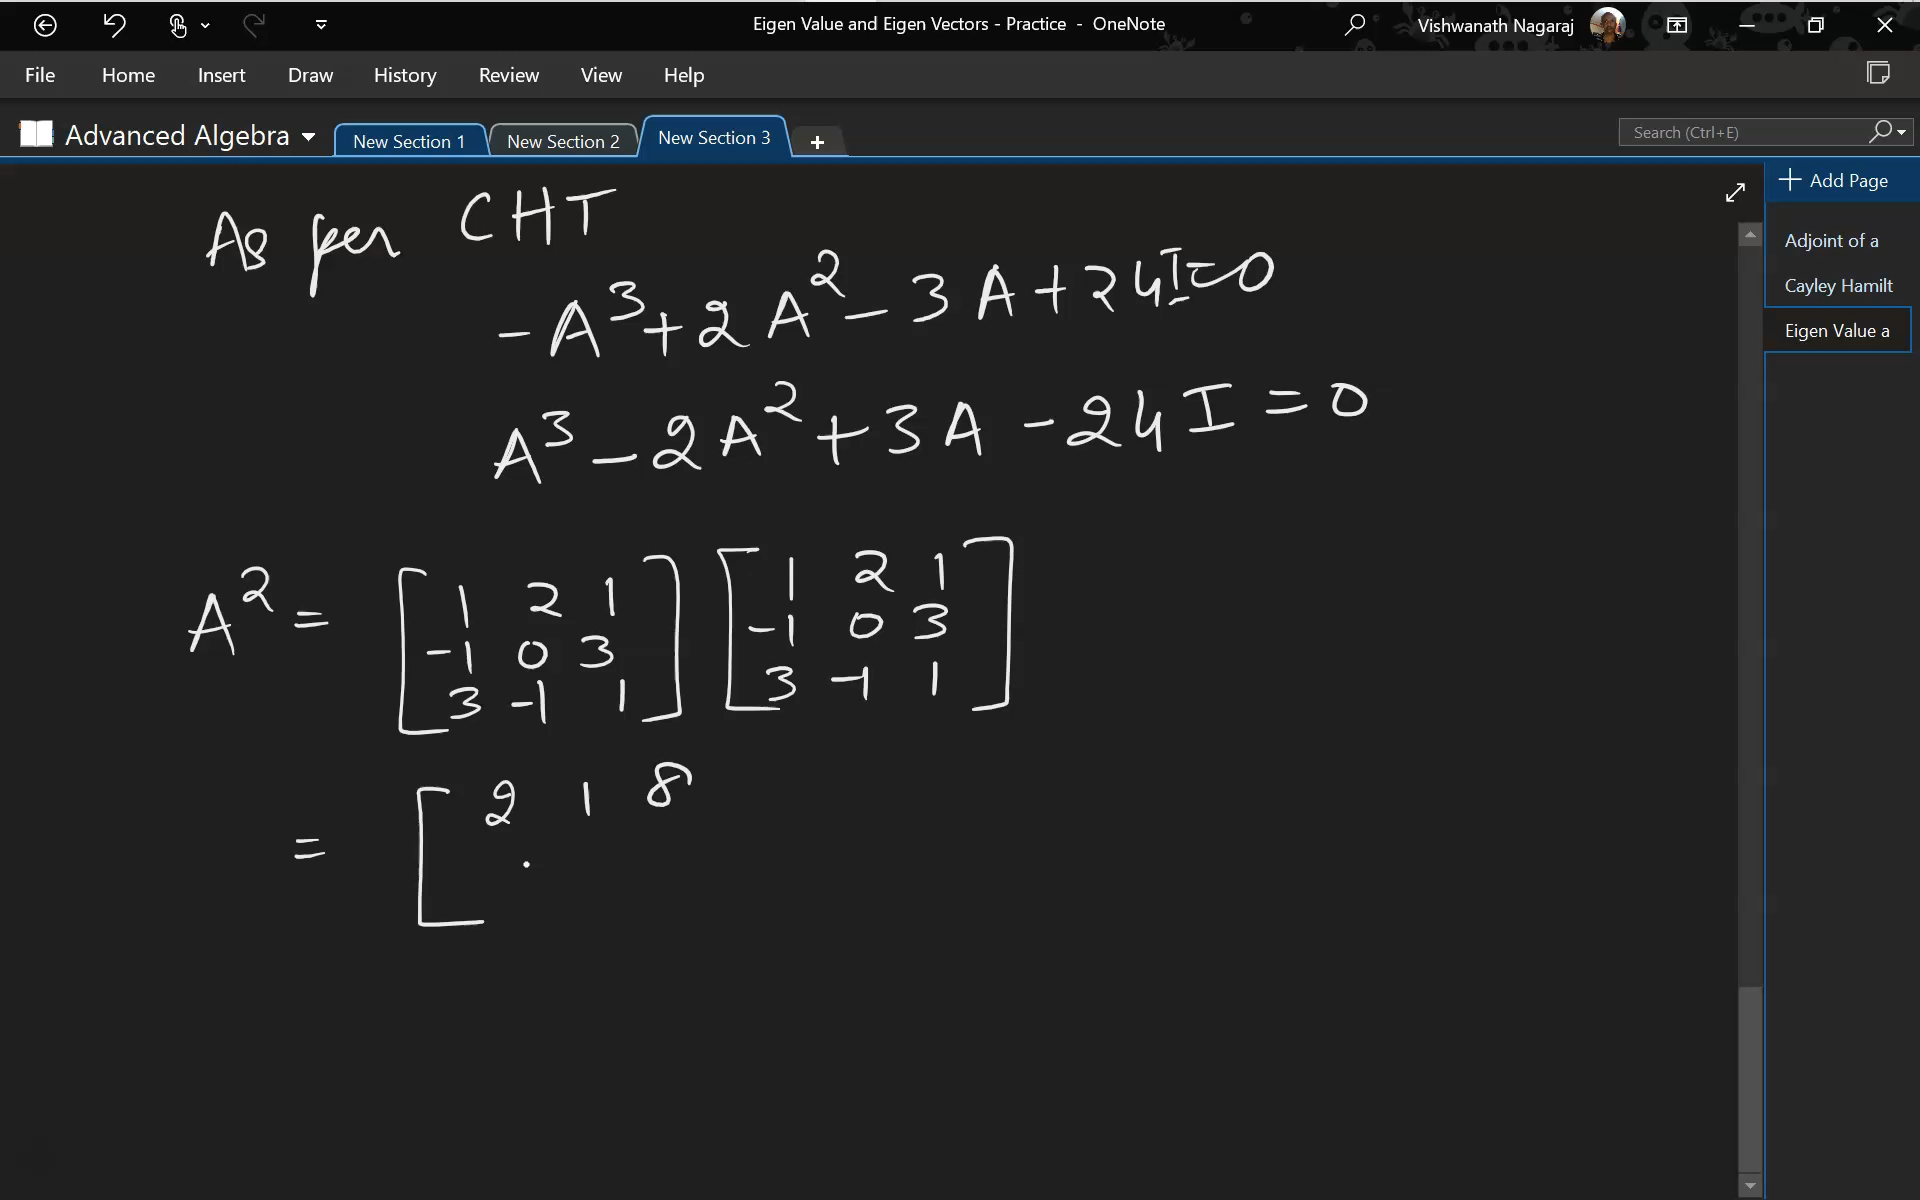 Eigen Value and Eigen Vectors - Practice - OneNote
Vishwanath Nagaraj
File Home Insert Draw History Review View Help
Advanced Algebra
New Section 1
New Section 2
New Section 3
+
Search (Ctrl+E)
+ Add Page
Adjoint of a
Cayley Hamilt
Eigen Value a
As per CHT
-A³+2A²-3A+24I=0
A³-2A²+3A-24I=0
A²= [1 2 1] [1 2 1]
[-1 0 3] [-1 0 3]
[3 -1 1] [3 -1 1]
= [2 1 8
.